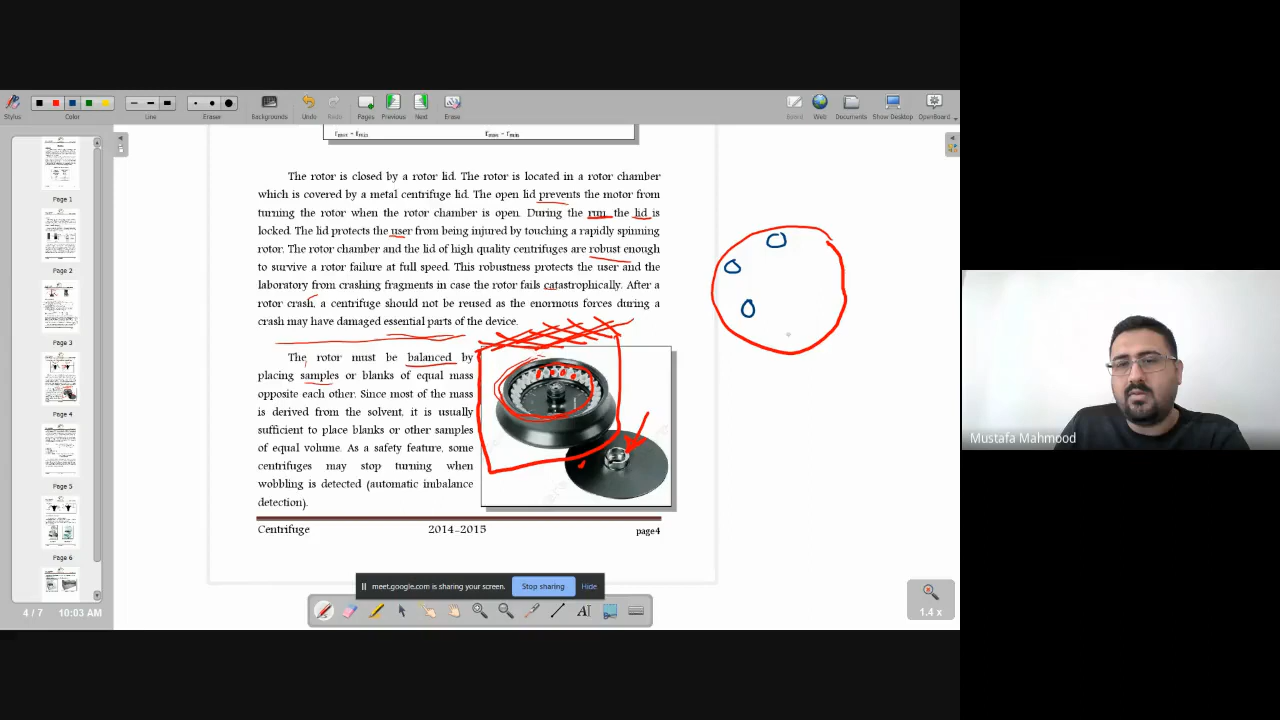 Stylus
Color
Line
Eraser
Backgrounds
Undo
Redo
Pages
Previous
Next
Erase
Board
Web
Documents
Show Desktop
OpenBoard
rmax - rmin rmax - rmin
The rotor is closed by a rotor lid. The rotor is located in a rotor chamber
which is covered by a metal centrifuge lid. The open lid prevents the motor from
turning the rotor when the rotor chamber is open. During the run the lid is
locked. The lid protects the user from being injured by touching a rapidly spinning
rotor. The rotor chamber and the lid of high quality centrifuges are robust enough
to survive a rotor failure at full speed. This robustness protects the user and the
laboratory from crashing fragments in case the rotor fails catastrophically. After a
rotor crash, a centrifuge should not be reused as the enormous forces during a
crash may have damaged essential parts of the device.
The rotor must be balanced by
placing samples or blanks of equal mass
opposite each other. Since most of the mass
is derived from the solvent, it is usually
sufficient to place blanks or other samples
of equal volume. As a safety feature, some
centrifuges may stop turning when
wobbling is detected (automatic imbalance
detection).
Centrifuge 2014-2015 page4
Page 1
Page 2
Page 3
Page 4
Page 5
Page 6
4 / 7 10:03 AM
meet.google.com is sharing your screen. Stop sharing Hide
1.4 x
Mustafa Mahmood